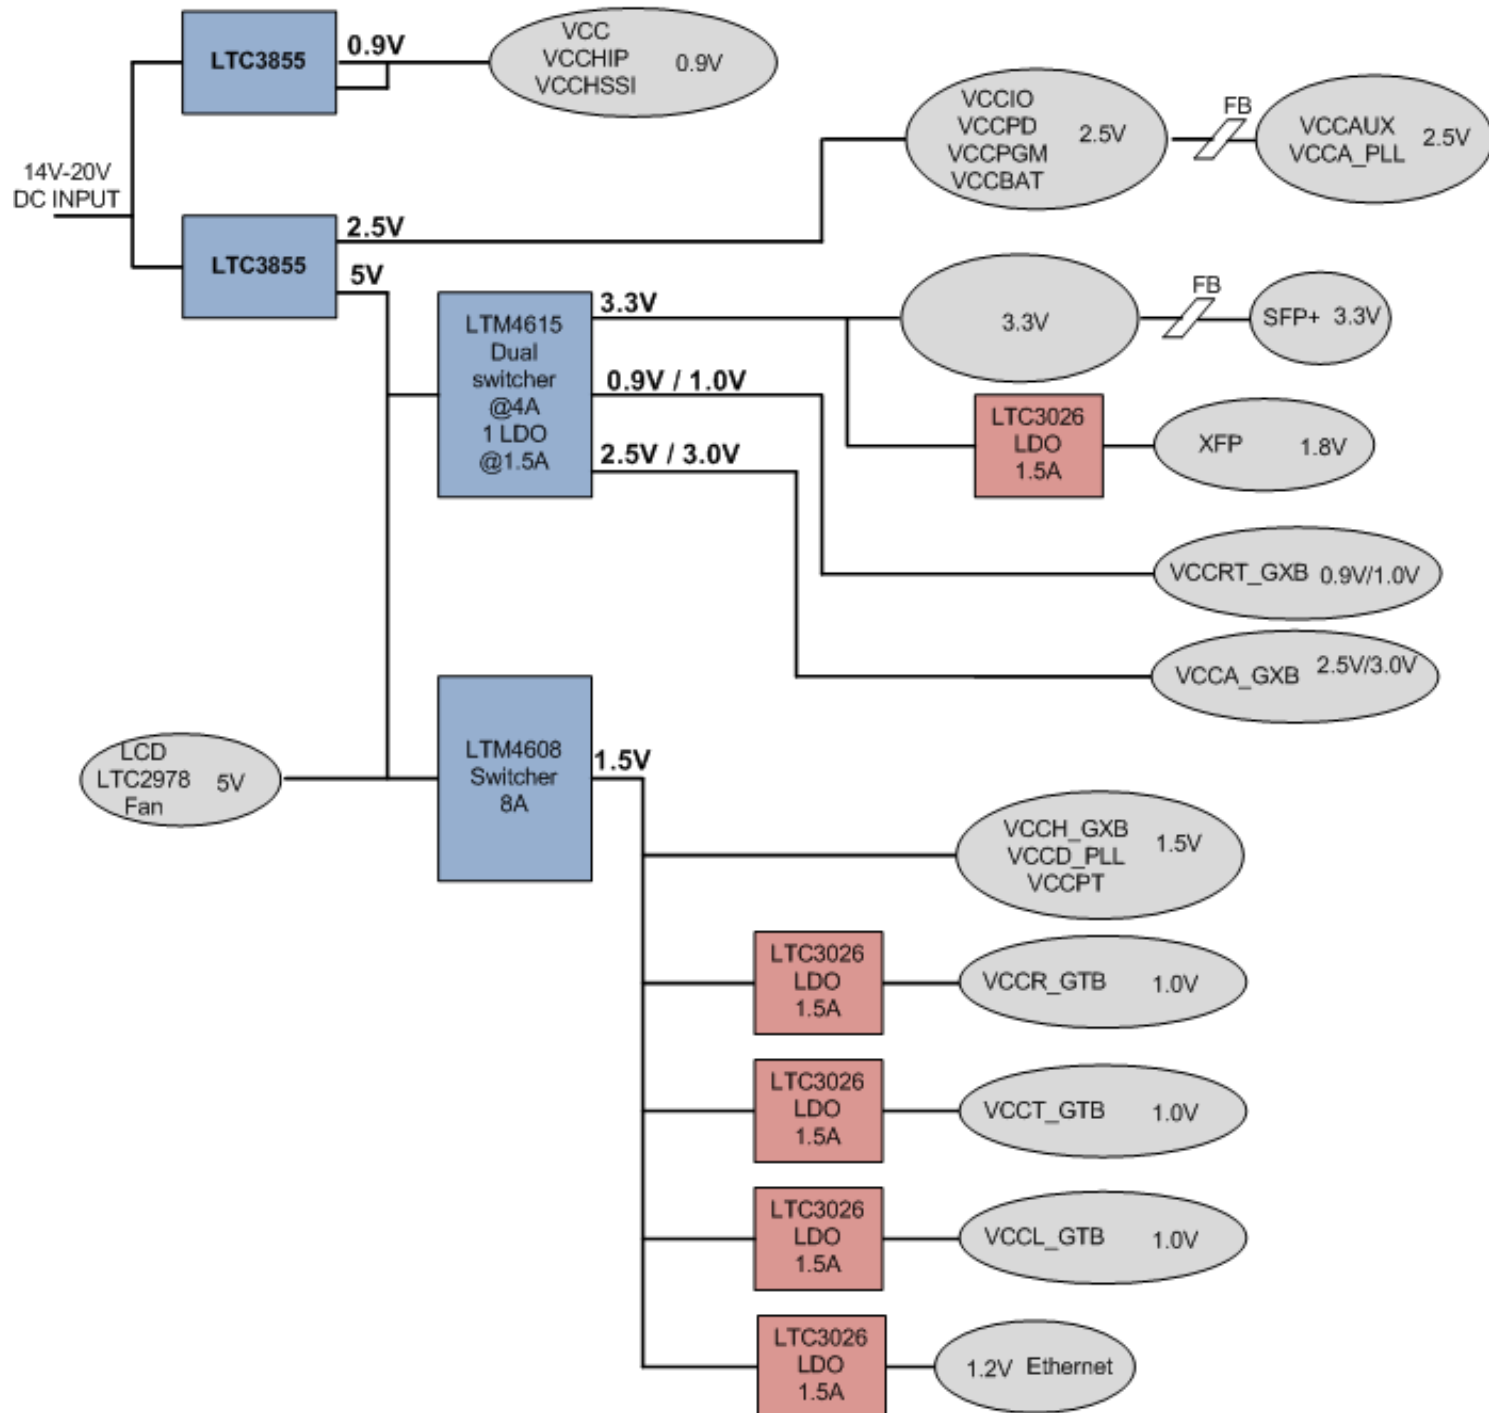 LTC3855
0.9V
VCC
VCCHIP
VCCHSSI
0.9V
14V-20V
DC INPUT
LTC3855
2.5V
5V
VCCIO
VCCPD
VCCPGM
VCCBAT
2.5V
FB
VCCAUX
VCCA_PLL
2.5V
LTM4615
Dual
switcher
@4A
1 LDO
@1.5A
3.3V
0.9V / 1.0V
2.5V / 3.0V
3.3V
FB
SFP+ 3.3V
LTC3026
LDO
1.5A
XFP 1.8V
VCCRT_GXB 0.9V/1.0V
VCCA_GXB 2.5V/3.0V
LCD
LTC2978
Fan
5V
LTM4608
Switcher
8A
1.5V
VCCH_GXB
VCCD_PLL
VCCPT
1.5V
LTC3026
LDO
1.5A
VCCR_GTB 1.0V
LTC3026
LDO
1.5A
VCCT_GTB 1.0V
LTC3026
LDO
1.5A
VCCL_GTB 1.0V
LTC3026
LDO
1.5A
1.2V Ethernet